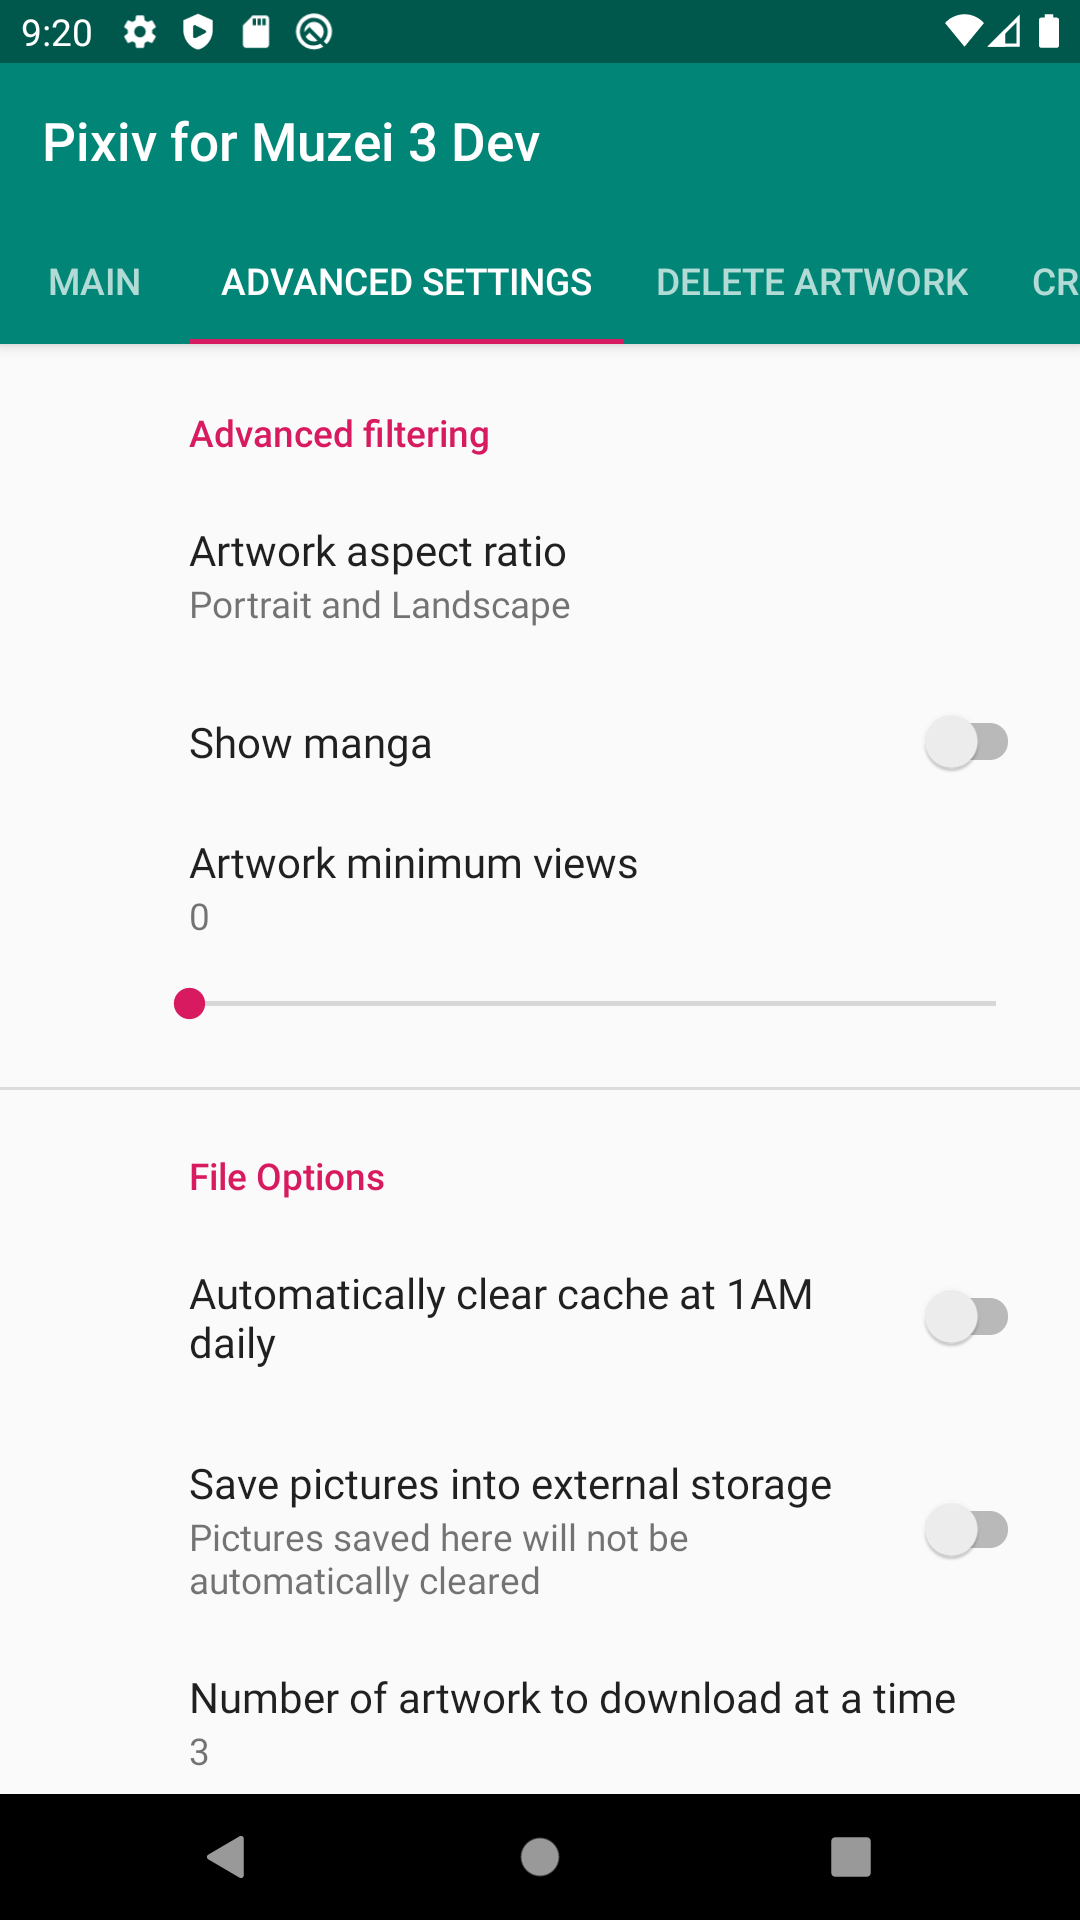 9:20
Pixiv for Muzei 3 Dev
MAIN ADVANCED SETTINGS DELETE ARTWORK CR
Advanced filtering
Artwork aspect ratio
Portrait and Landscape
Show manga
Artwork minimum views
0
File Options
Automatically clear cache at 1AM
daily
Save pictures into external storage
Pictures saved here will not be
automatically cleared
Number of artwork to download at a time
3